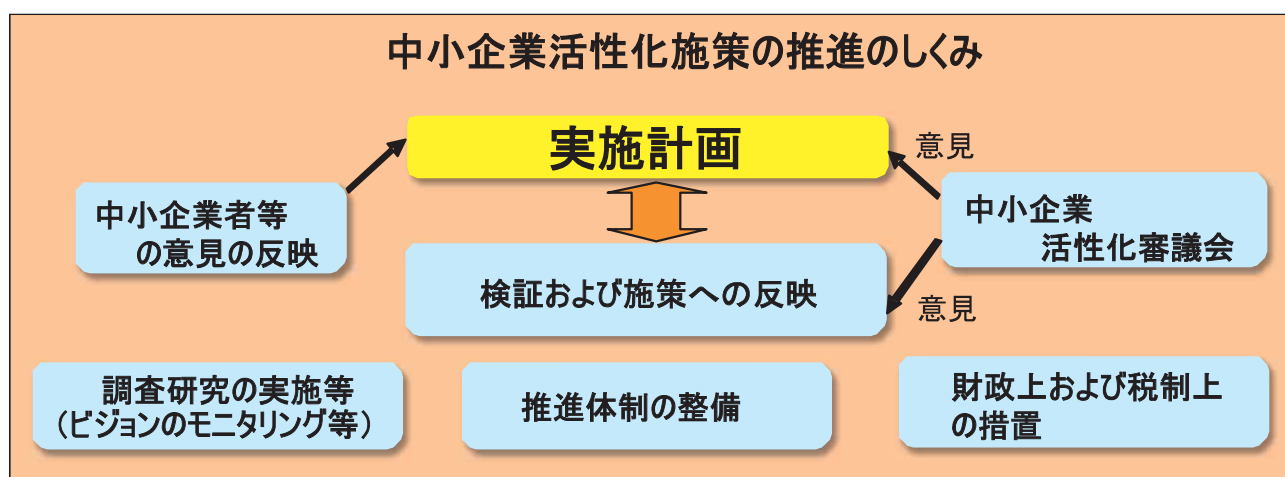 中小企業活性化施策の推進のしくみ
実施計画
意見
中小企業者等
の意見の反映
中小企業
活性化審議会
検証および施策への反映
意見
調査研究の実施等
（ビジョンのモニタリング等）
推進体制の整備
財政上および税制上
の措置